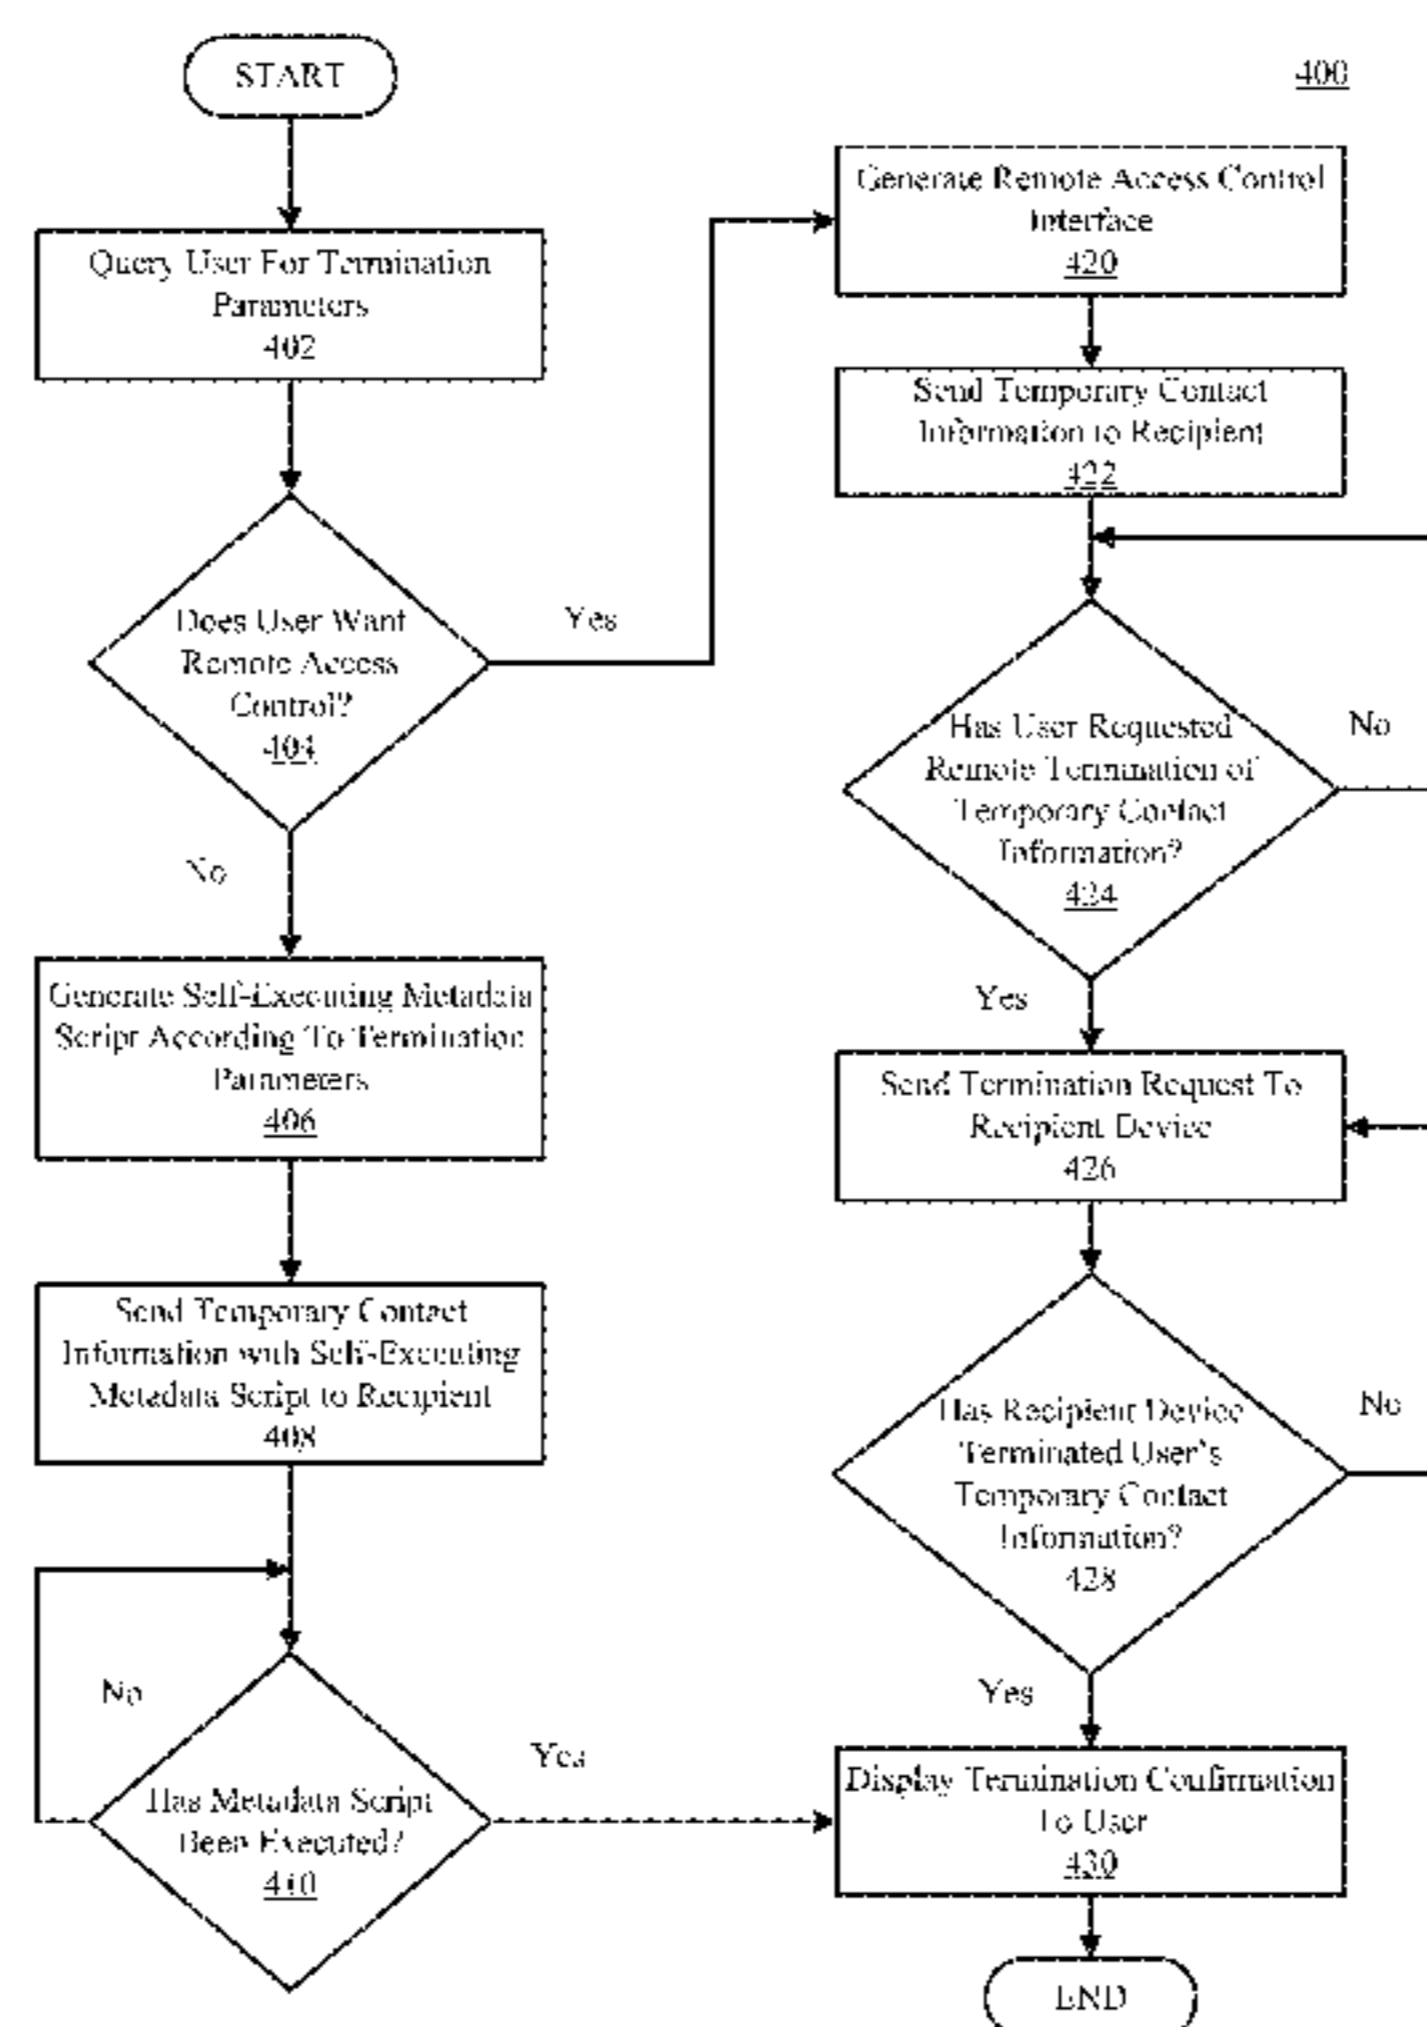 START
400
Query User For Termination
Parameters
402
Does User Want
Remote Access
Control?
404
Yes
No
Generate Self-Executing Metadata
Script According To Termination
Parameters
406
Send Temporary Contact
Information with Self-Executing
Metadata Script to Recipient
408
No
Has Metadata Script
Been Executed?
410
Yes
Generate Remote Access Control
Interface
420
Send Temporary Contact
Information to Recipient
422
Has User Requested
Remote Termination of
Temporary Contact
Information?
424
No
Yes
Send Termination Request To
Recipient Device
426
Has Recipient Device
Terminated User's
Temporary Contact
Information?
428
No
Yes
Display Termination Confirmation
To User
430
END